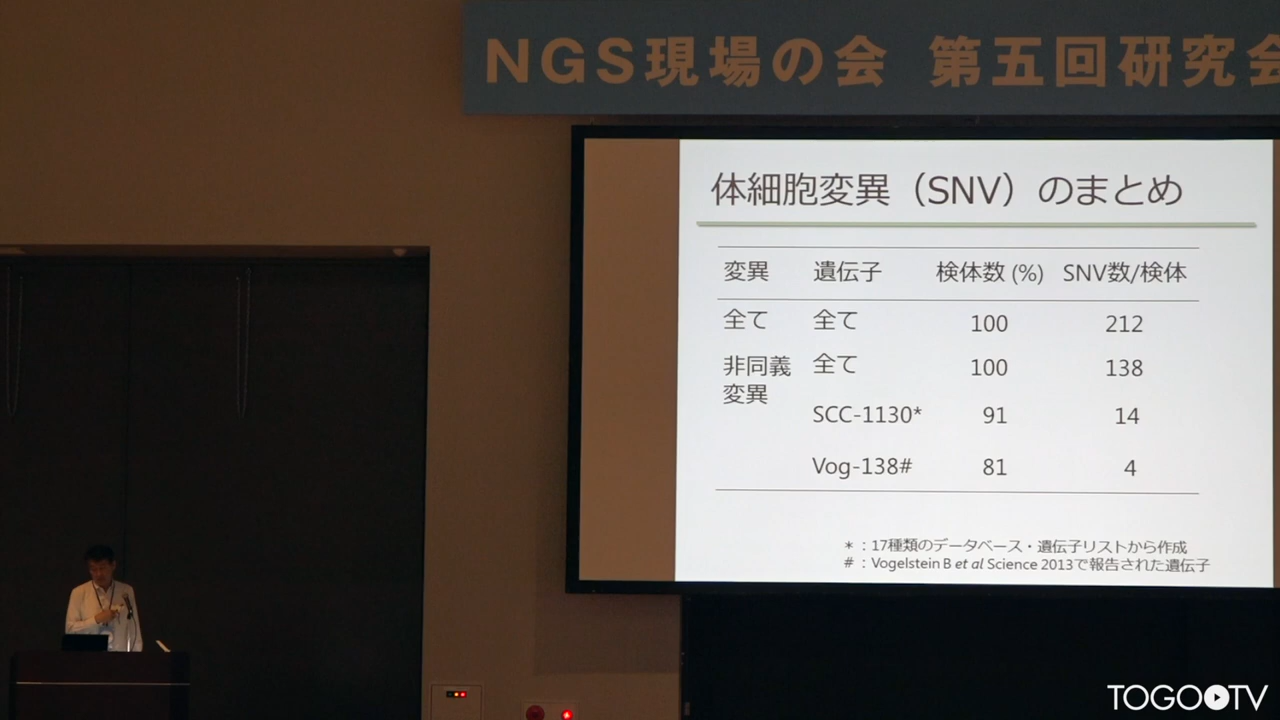 NGS現場の会 第五回研究会
体細胞変異（SNV）のまとめ
変異 遺伝子 検体数 (%) SNV数/検体
全て 全て 100 212
非同義変異 全て 100 138
SCC-1130* 91 14
Vog-138# 81 4
*：17種類のデータベース・遺伝子リストから作成
#：Vogelstein B et al Science 2013で報告された遺伝子
TOGOTV